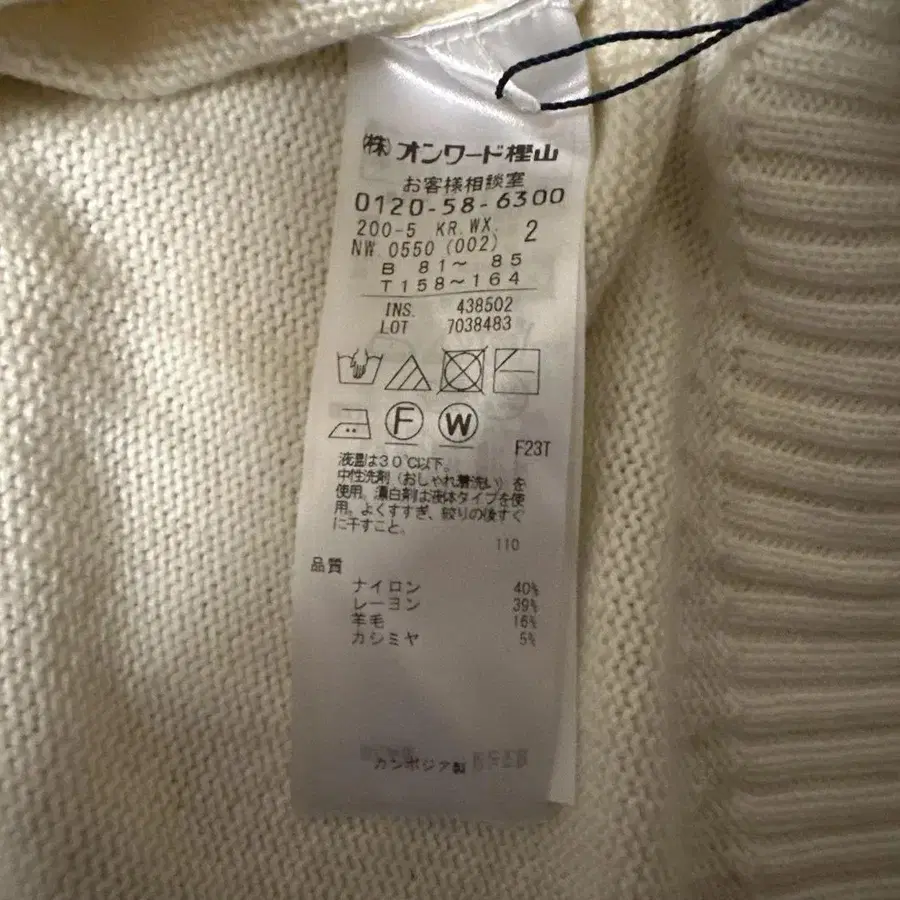 (株)オンワード樫山
お客様相談室
0120-58-6300
200-5 KR.WX. 2
NW 0550 (002)
B 81～ 85
T158～164
INS. 438502
LOT 7038483
F W
F23T
液温は30℃以下。
中性洗剤（おしゃれ着洗い）を
使用。漂白剤は液体タイプを使
用。よくすすぎ、絞りの後すぐ
に干すこと。
110
品質
ナイロン 40%
レーヨン 39%
羊毛 16%
カシミヤ 5%
カンボジア製